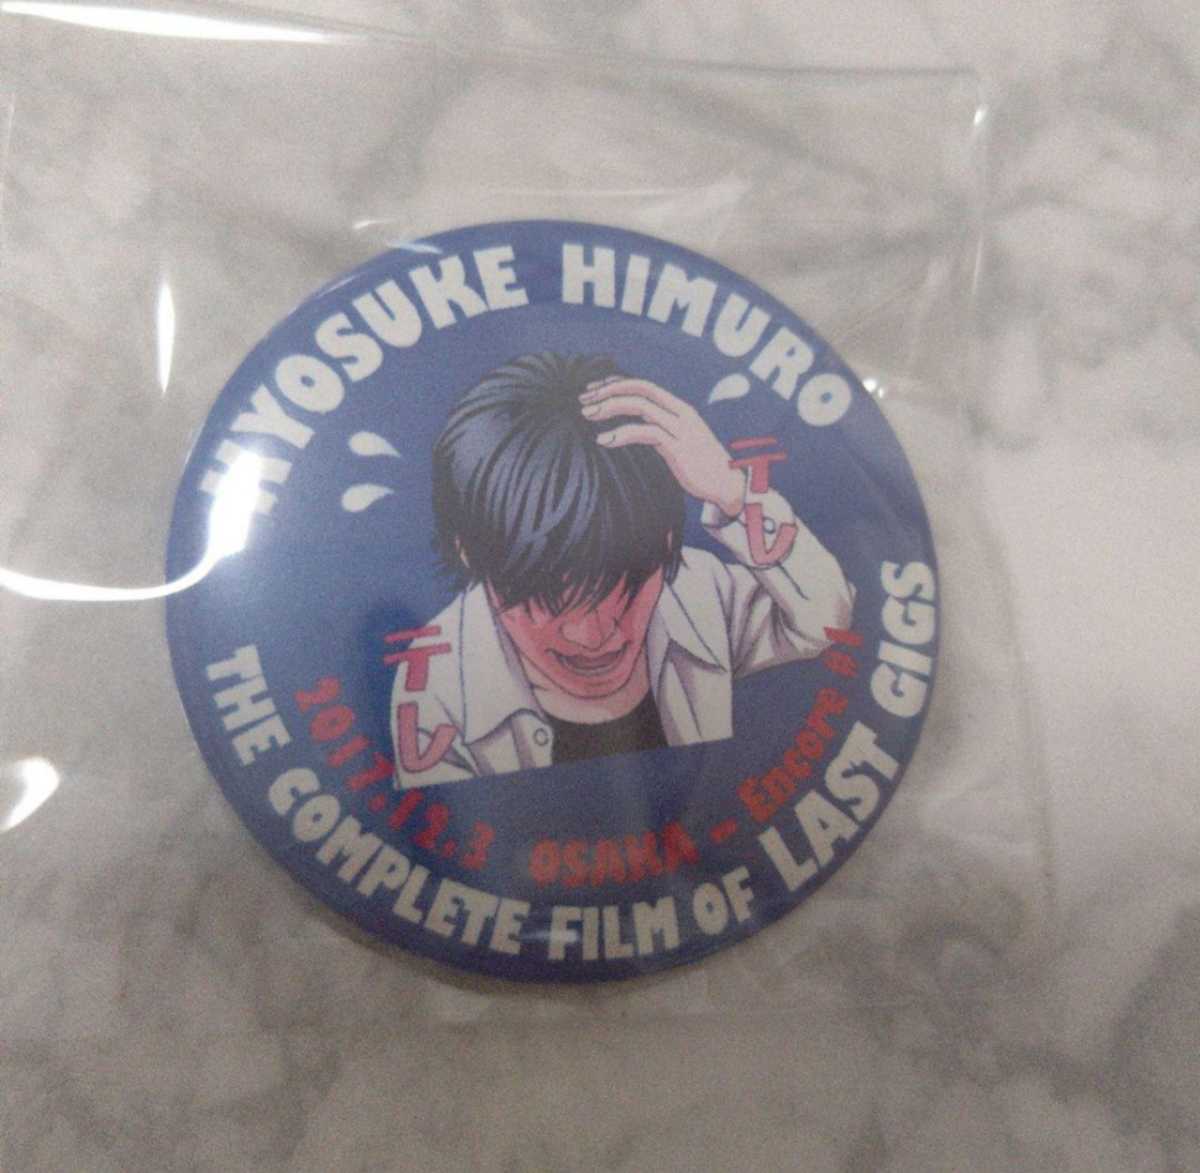 KYOSUKE HIMURO
テレ
テレ
2017.12.3 OSAKA - Encore #1
THE COMPLETE FILM OF LAST GIGS